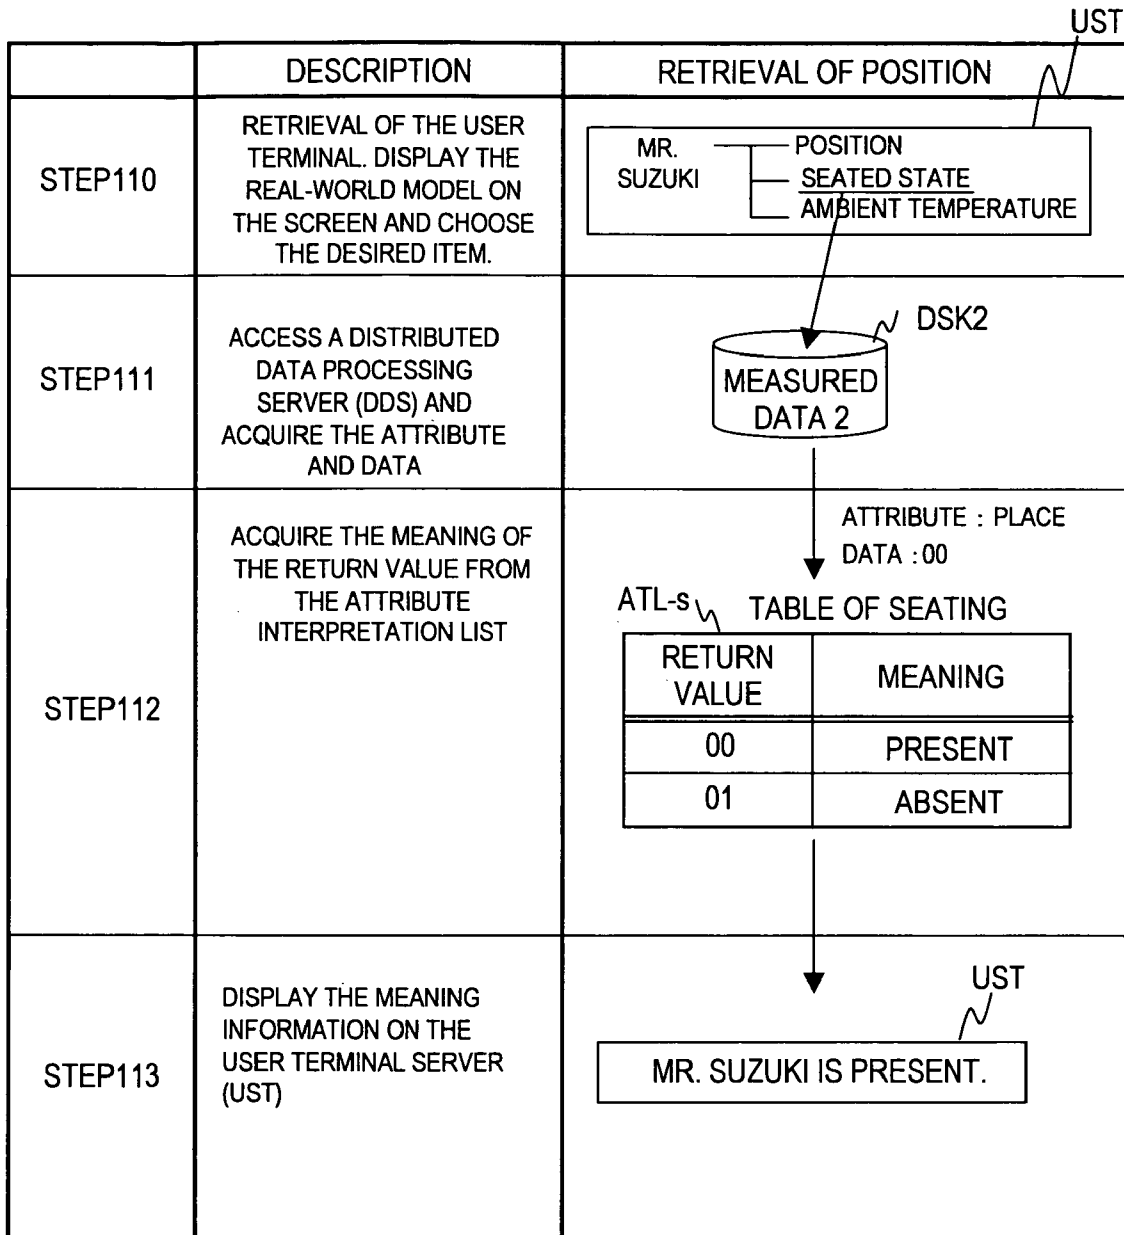 UST
DESCRIPTION
RETRIEVAL OF POSITION
STEP110
RETRIEVAL OF THE USER
TERMINAL. DISPLAY THE
REAL-WORLD MODEL ON
THE SCREEN AND CHOOSE
THE DESIRED ITEM.
MR.
SUZUKI
POSITION
SEATED STATE
AMBIENT TEMPERATURE
STEP111
ACCESS A DISTRIBUTED
DATA PROCESSING
SERVER (DDS) AND
ACQUIRE THE ATTRIBUTE
AND DATA
DSK2
MEASURED
DATA 2
STEP112
ACQUIRE THE MEANING OF
THE RETURN VALUE FROM
THE ATTRIBUTE
INTERPRETATION LIST
ATTRIBUTE : PLACE
DATA :00
ATL-s
TABLE OF SEATING
RETURN
VALUE
MEANING
00
PRESENT
01
ABSENT
STEP113
DISPLAY THE MEANING
INFORMATION ON THE
USER TERMINAL SERVER
(UST)
UST
MR. SUZUKI IS PRESENT.